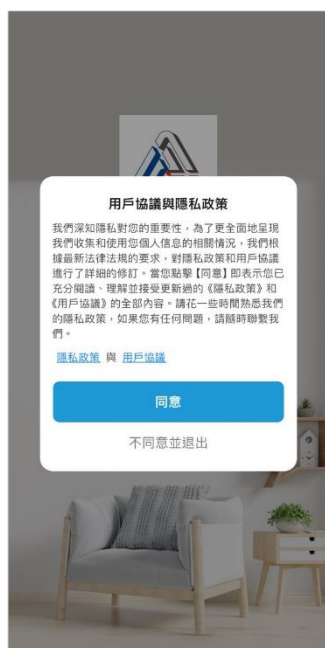 用戶協議與隱私政策
我們深知隱私對您的重要性，為了更全面地呈現
我們收集和使用您個人信息的相關情況，我們根
據最新法律法規的要求，對隱私政策和用戶協議
進行了詳細的修訂。當您點擊【同意】即表示您已
充分閱讀、理解並接受更新過的《隱私政策》和
《用戶協議》的全部內容。請花一些時間熟悉我們
的隱私政策，如果您有任何問題，請隨時聯繫我
們。
隱私政策 與 用戶協議
同意
不同意並退出